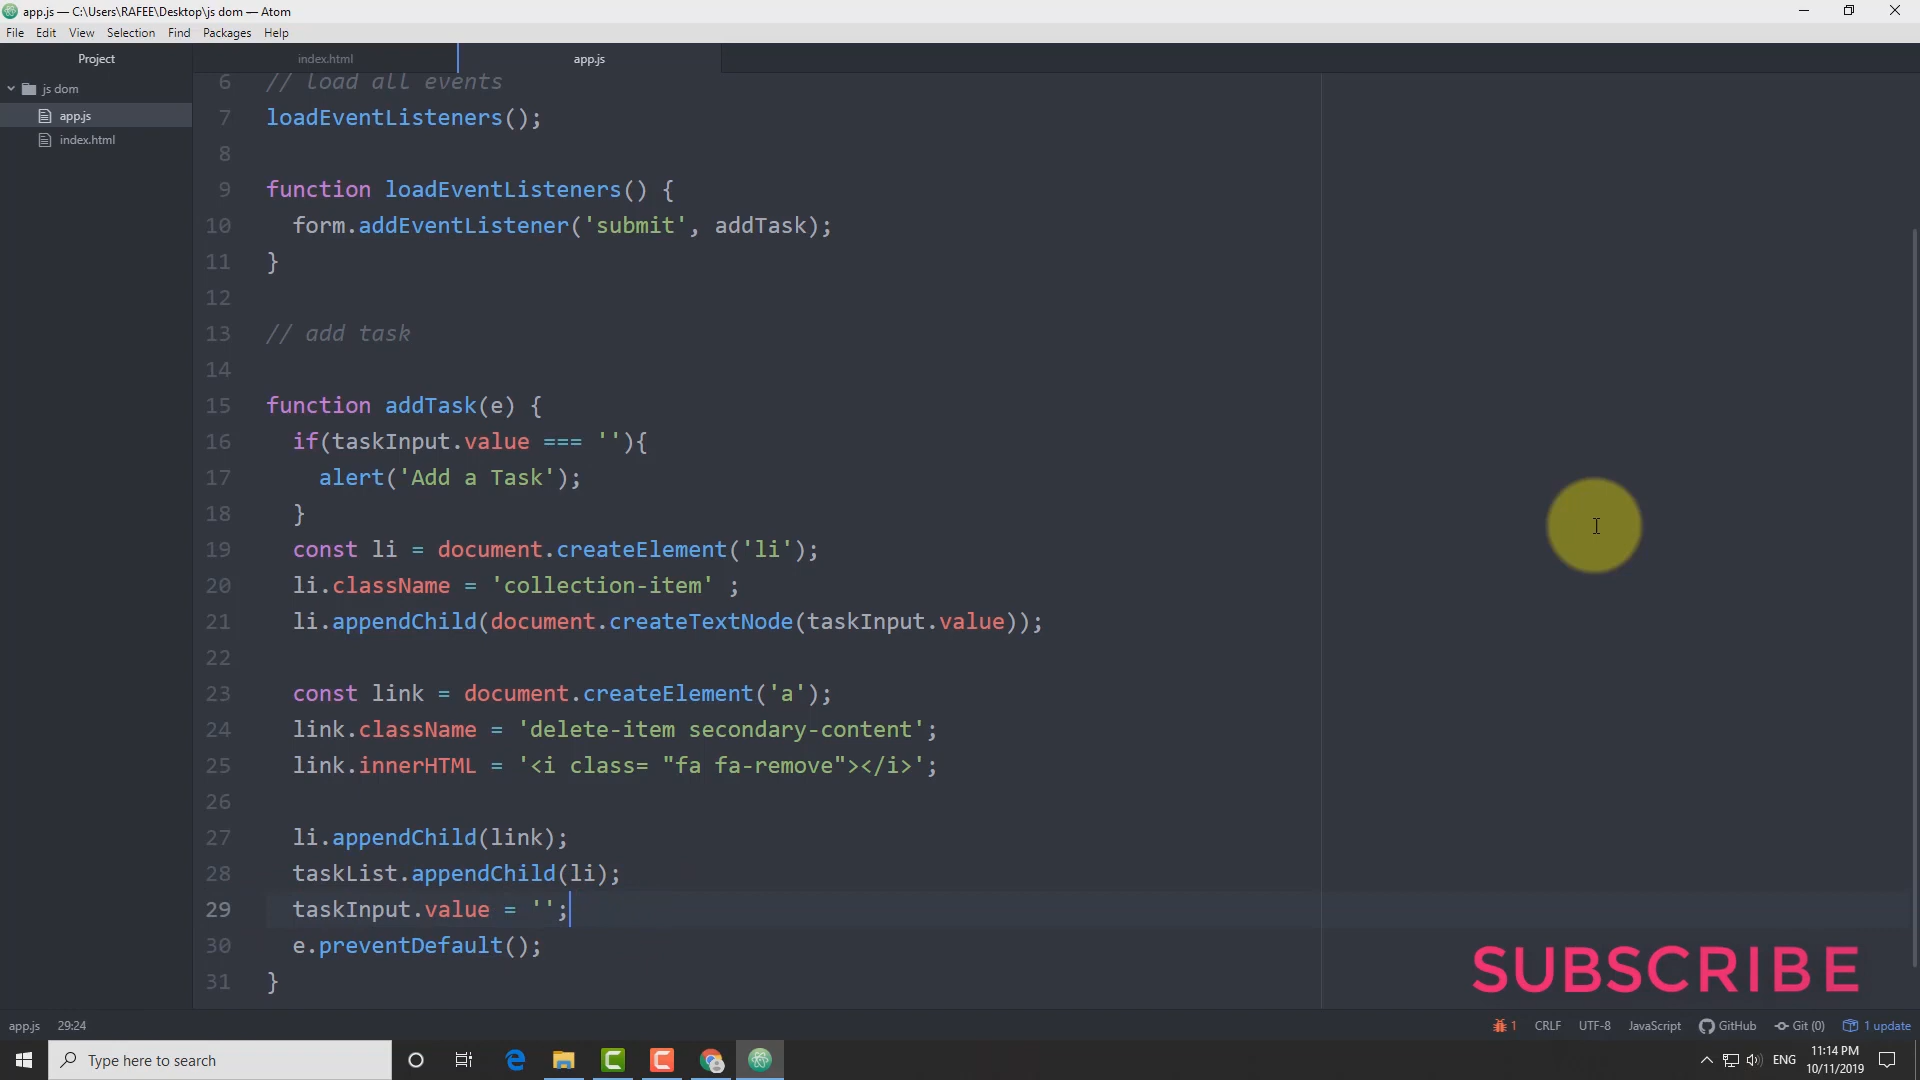 app.js — C:\Users\RAFEE\Desktop\js dom — Atom
File Edit View Selection Find Packages Help
Project
index.html
app.js
js dom
app.js
index.html
6 // load all events
7 loadEventListeners();
8
9 function loadEventListeners() {
10 form.addEventListener('submit', addTask);
11 }
12
13 // add task
14
15 function addTask(e) {
16 if(taskInput.value === ''){
17 alert('Add a Task');
18 }
19 const li = document.createElement('li');
20 li.className = 'collection-item' ;
21 li.appendChild(document.createTextNode(taskInput.value));
22
23 const link = document.createElement('a');
24 link.className = 'delete-item secondary-content';
25 link.innerHTML = '<i class= "fa fa-remove"></i>';
26
27 li.appendChild(link);
28 taskList.appendChild(li);
29 taskInput.value = '';
30 e.preventDefault();
31 }
SUBSCRIBE
app.js 29:24 1 CRLF UTF-8 JavaScript GitHub Git (0) 1 update
Type here to search
ENG
11:14 PM
10/11/2019